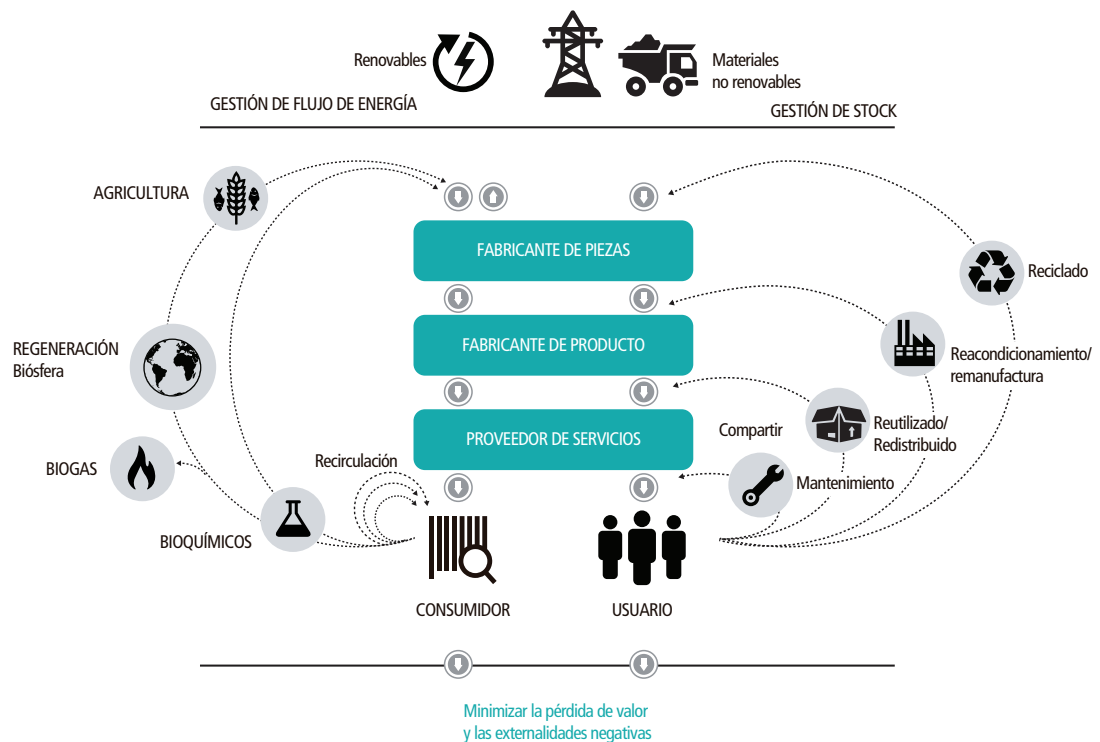 Renovables
Materiales
no renovables
GESTIÓN DE FLUJO DE ENERGÍA
GESTIÓN DE STOCK
AGRICULTURA
FABRICANTE DE PIEZAS
Reciclado
REGENERACIÓN
Biósfera
FABRICANTE DE PRODUCTO
Reacondicionamiento/
remanufactura
PROVEEDOR DE SERVICIOS
Compartir
Reutilizado/
Redistribuido
BIOGAS
Recirculación
Mantenimiento
BIOQUÍMICOS
CONSUMIDOR
USUARIO
Minimizar la pérdida de valor
y las externalidades negativas